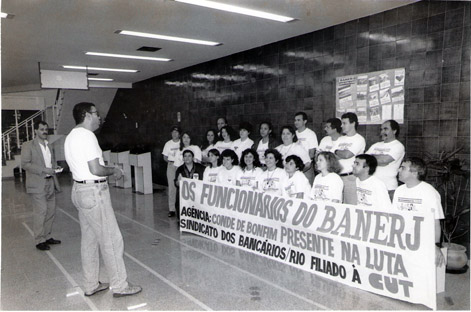 OS FUNCIONÁRIOS DO BANERJ
AGÊNCIA: CONDE DE BONFIM PRESENTE NA LUTA
SINDICATO DOS BANCÁRIOS/RIO FILIADO À CUT